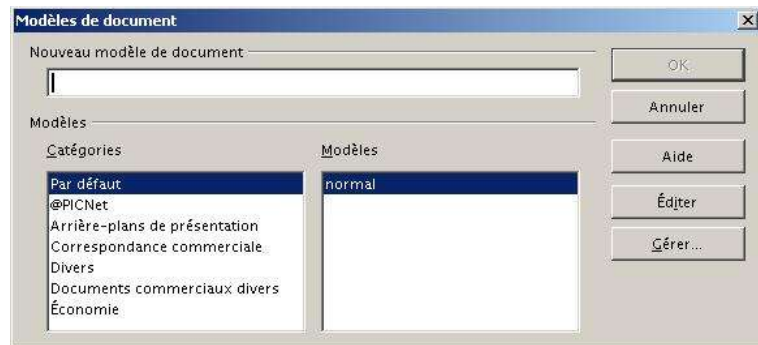 Modèles de document
Nouveau modèle de document
OK
Annuler
Modèles
Catégories
Modèles
Aide
Par défaut
normal
@PICNet
Éditer
Arrière-plans de présentation
Correspondance commerciale
Gérer...
Divers
Documents commerciaux divers
Économie